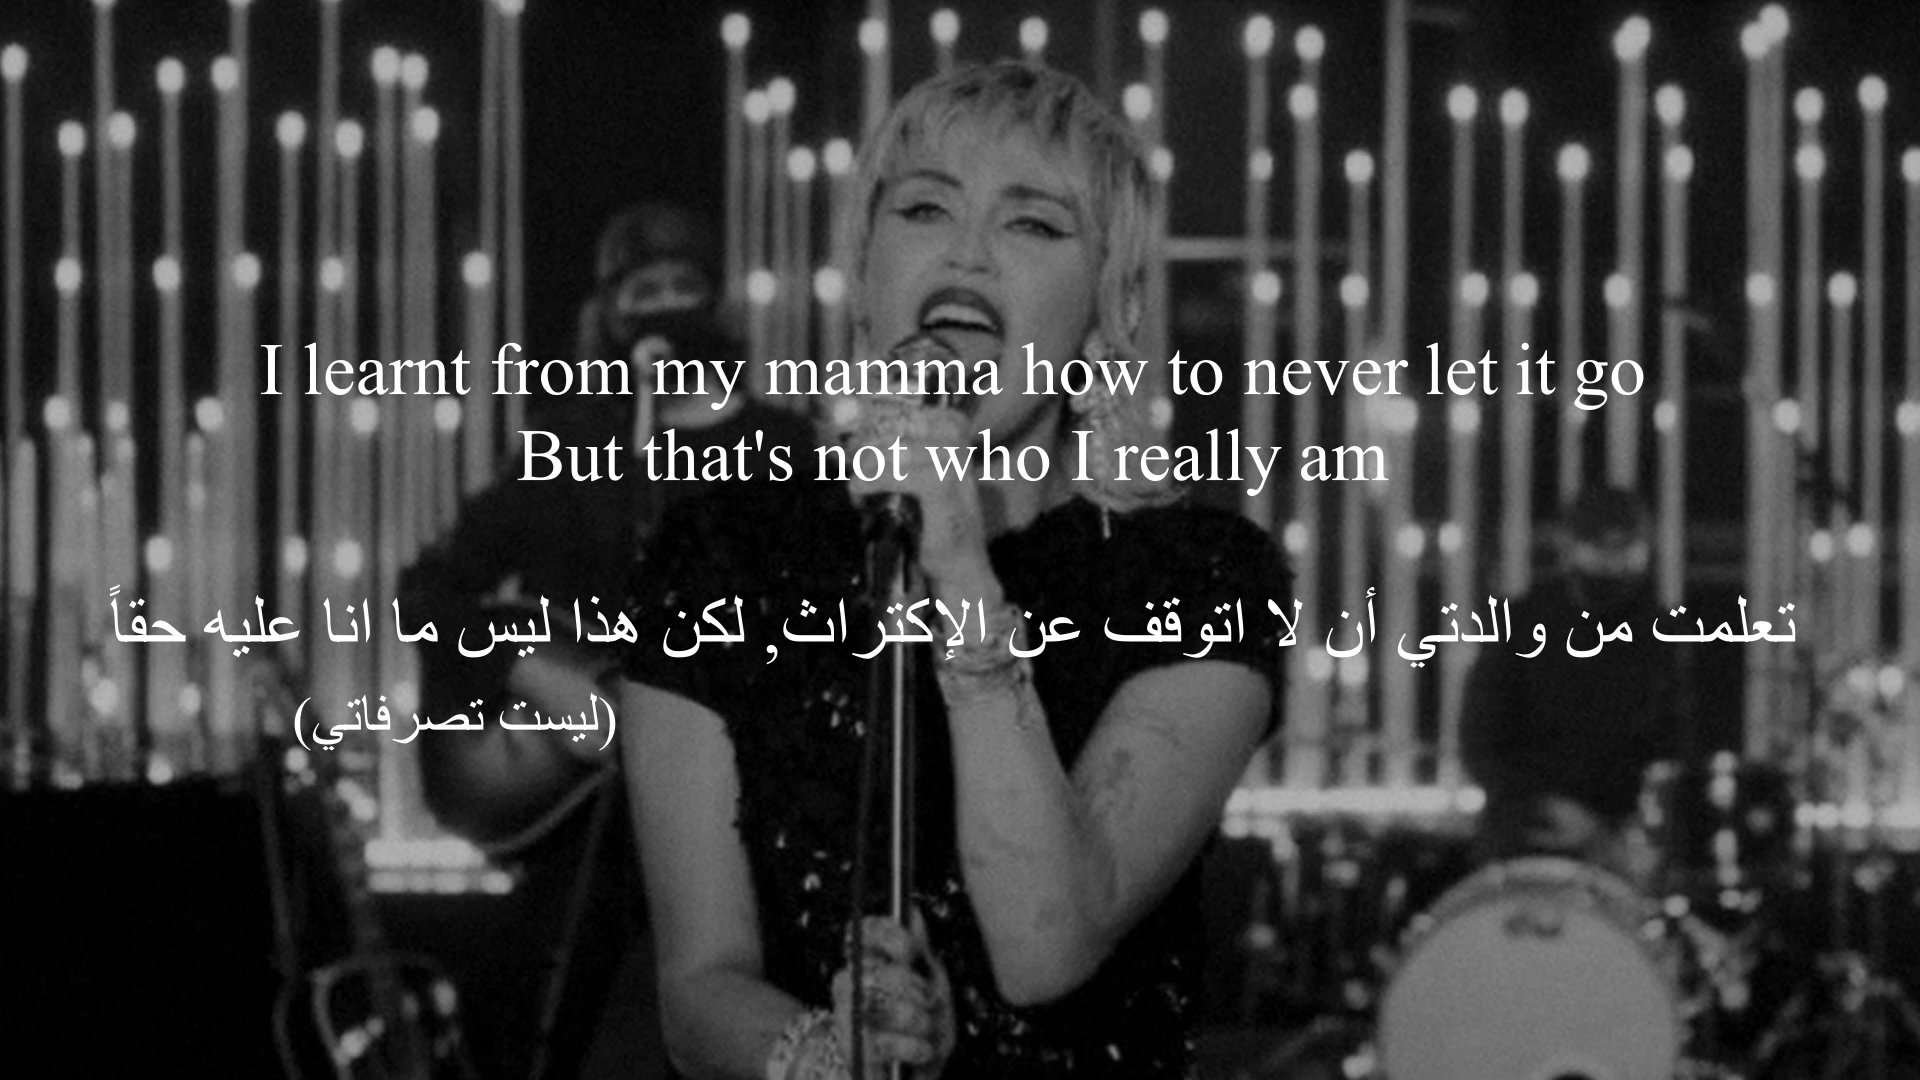 I learnt from my mamma how to never let it go
But that's not who I really am
تعلمت من والدتي أن لا اتوقف عن الإكتراث, لكن هذا ليس ما انا عليه حقاً
(ليست تصرفاتي)